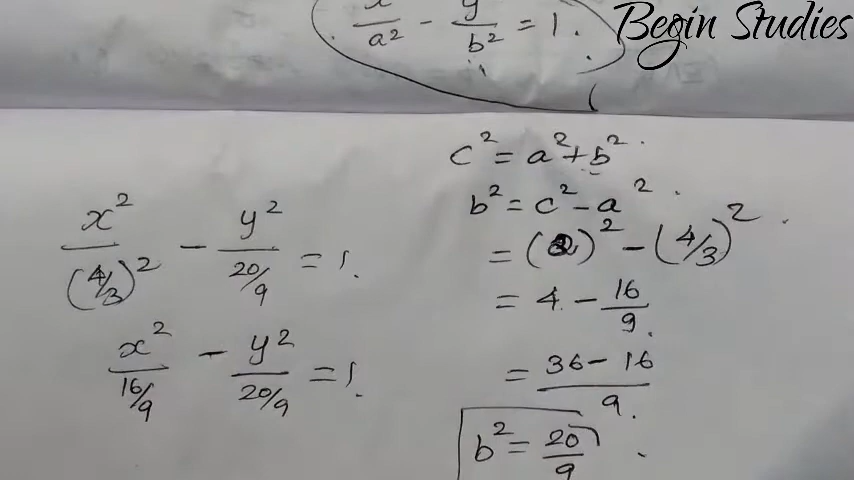 x/a² - y/b² = 1.
Begin Studies
c² = a² + b².
b² = c² - a².
= (2)² - (4/3)².
= 4 - 16/9.
= 36 - 16/9.
b² = 20/9.
x²/(4/3)² - y²/20/9 = 1.
x²/16/9 - y²/20/9 = 1.